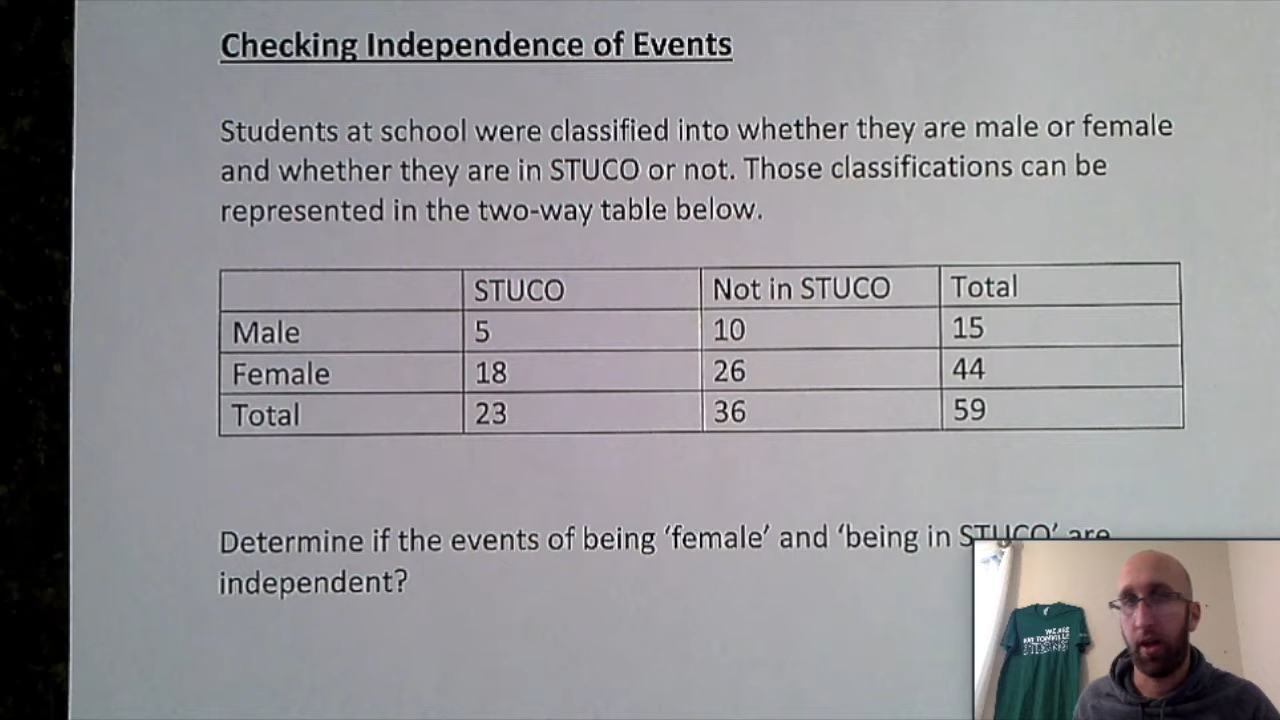 Checking Independence of Events
Students at school were classified into whether they are male or female
and whether they are in STUCO or not. Those classifications can be
represented in the two-way table below.
STUCO Not in STUCO Total
Male 5 10 15
Female 18 26 44
Total 23 36 59
Determine if the events of being ‘female’ and ‘being in STUCO’ are
independent?
WE ARE